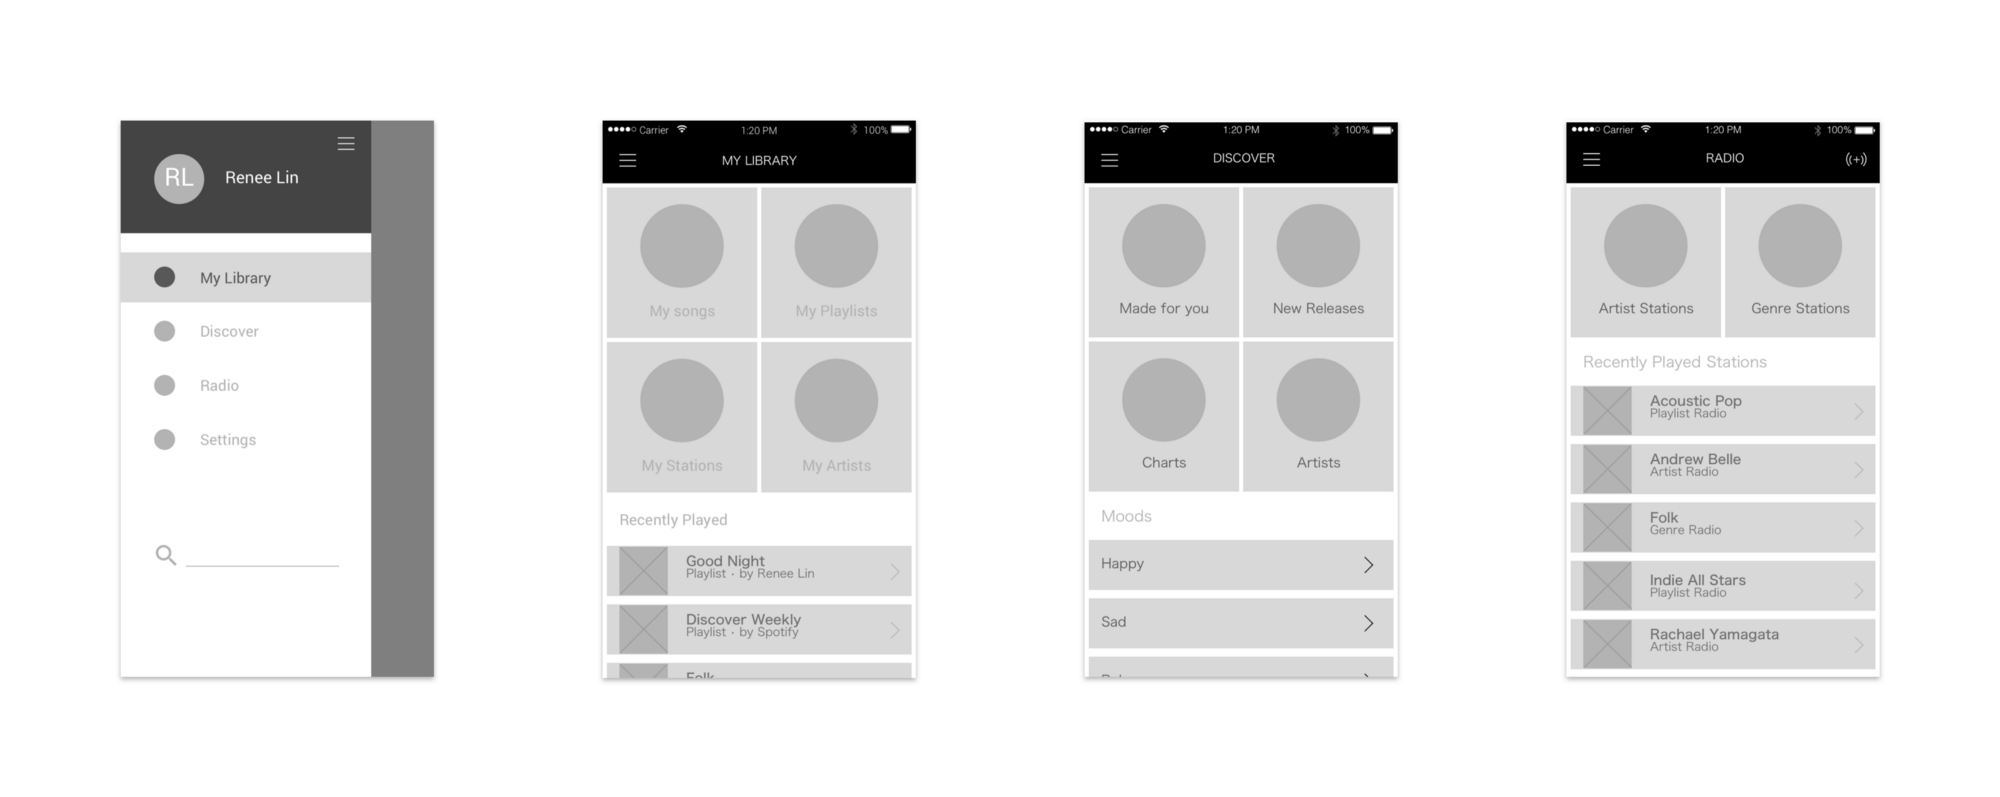 RL
Renee Lin
My Library
Discover
Radio
Settings
Carrier 1:20 PM 100%
MY LIBRARY
My songs My Playlists
My Stations My Artists
Recently Played
Good Night
Playlist · by Renee Lin
Discover Weekly
Playlist · by Spotify
Folk
Carrier 1:20 PM 100%
DISCOVER
Made for you New Releases
Charts Artists
Moods
Happy
Sad
Carrier 1:20 PM 100%
RADIO ((+))
Artist Stations Genre Stations
Recently Played Stations
Acoustic Pop
Playlist Radio
Andrew Belle
Artist Radio
Folk
Genre Radio
Indie All Stars
Playlist Radio
Rachael Yamagata
Artist Radio